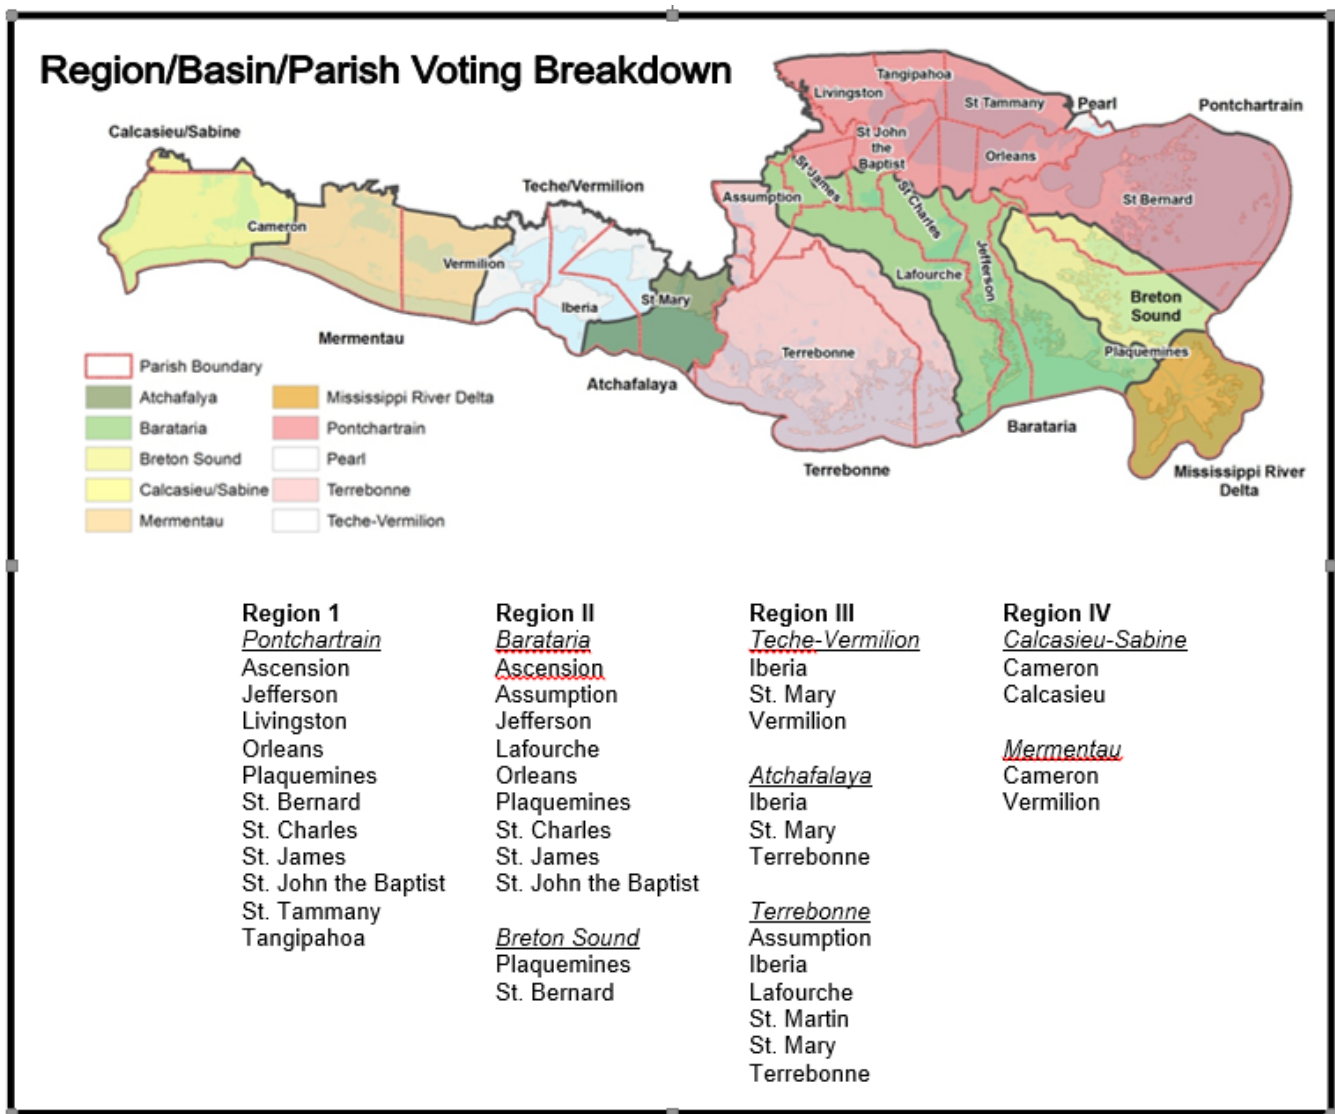 Region/Basin/Parish Voting Breakdown
Calcasieu/Sabine
Cameron
Mermentau
Vermilion
Teche/Vermilion
Iberia
St Mary
Atchafalaya
Assumption
Terrebonne
Terrebonne
Livingston
Tangipahoa
St Tammany
Pearl
Pontchartrain
St John
the
Baptist
Orleans
St James
St Charles
St Bernard
Lafourche
Jefferson
Breton
Sound
Plaquemines
Barataria
Mississippi River
Delta
Parish Boundary
Atchafalya
Barataria
Breton Sound
Calcasieu/Sabine
Mermentau
Mississippi River Delta
Pontchartrain
Pearl
Terrebonne
Teche-Vermilion
Region 1
Pontchartrain
Ascension
Jefferson
Livingston
Orleans
Plaquemines
St. Bernard
St. Charles
St. James
St. John the Baptist
St. Tammany
Tangipahoa
Region II
Barataria
Ascension
Assumption
Jefferson
Lafourche
Orleans
Plaquemines
St. Charles
St. James
St. John the Baptist
Breton Sound
Plaquemines
St. Bernard
Region III
Teche-Vermilion
Iberia
St. Mary
Vermilion
Atchafalaya
Iberia
St. Mary
Terrebonne
Terrebonne
Assumption
Iberia
Lafourche
St. Martin
St. Mary
Terrebonne
Region IV
Calcasieu-Sabine
Cameron
Calcasieu
Mermentau
Cameron
Vermilion